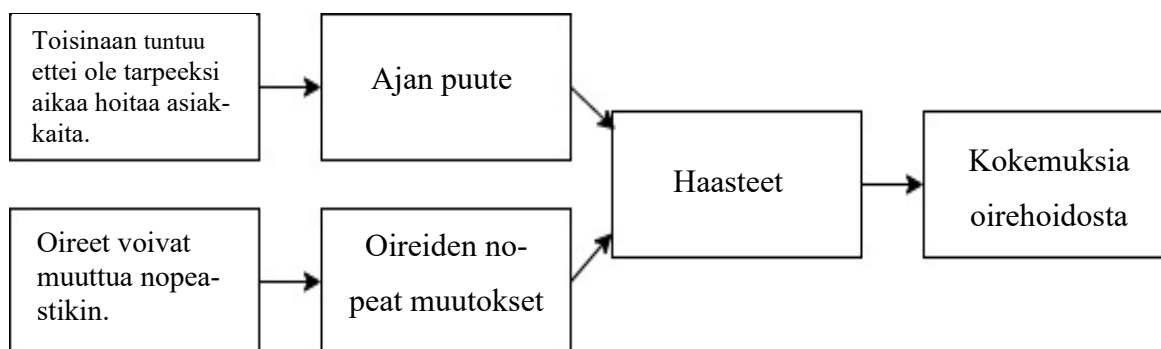 Toisinaan tuntuu
ettei ole tarpeeksi
aikaa hoitaa asiak-
kaita.
Ajan puute
Oireet voivat
muuttua nopea-
stikin.
Oireiden no-
peat muutokset
Haasteet
Kokemuksia
oirehoidosta